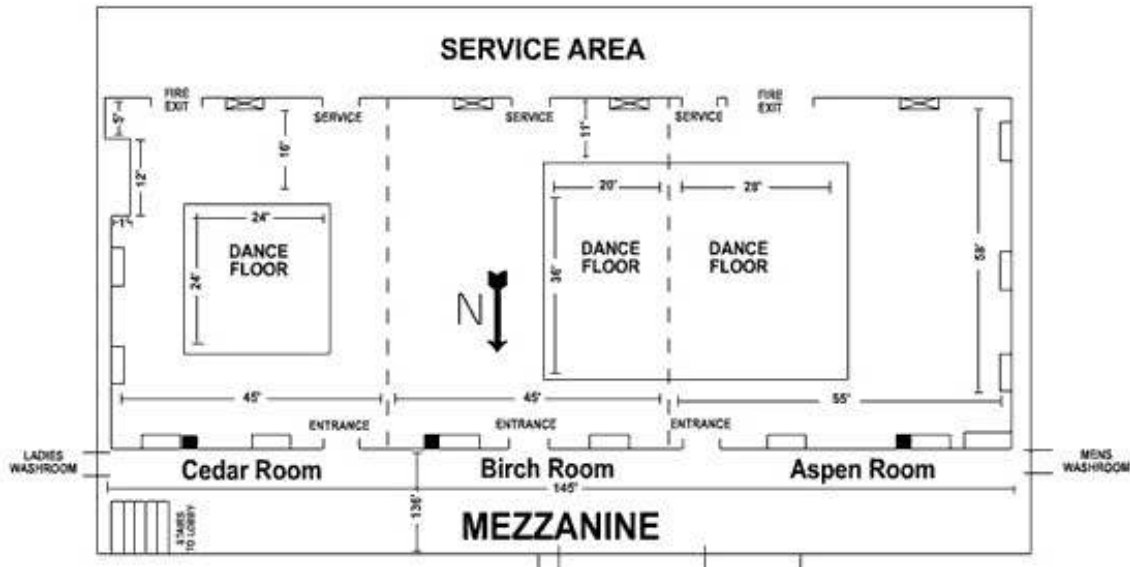 SERVICE AREA
FIRE
EXIT
FIRE
EXIT
SERVICE
SERVICE
SERVICE
5'
16'
11'
12'
1'
24'
20'
28'
DANCE
FLOOR
DANCE
FLOOR
DANCE
FLOOR
24'
36'
58'
N
45'
45'
55'
ENTRANCE
ENTRANCE
ENTRANCE
LADIES
WASHROOM
Cedar Room
Birch Room
Aspen Room
MENS
WASHROOM
145'
136'
STAIRS
TO LOBBY
MEZZANINE